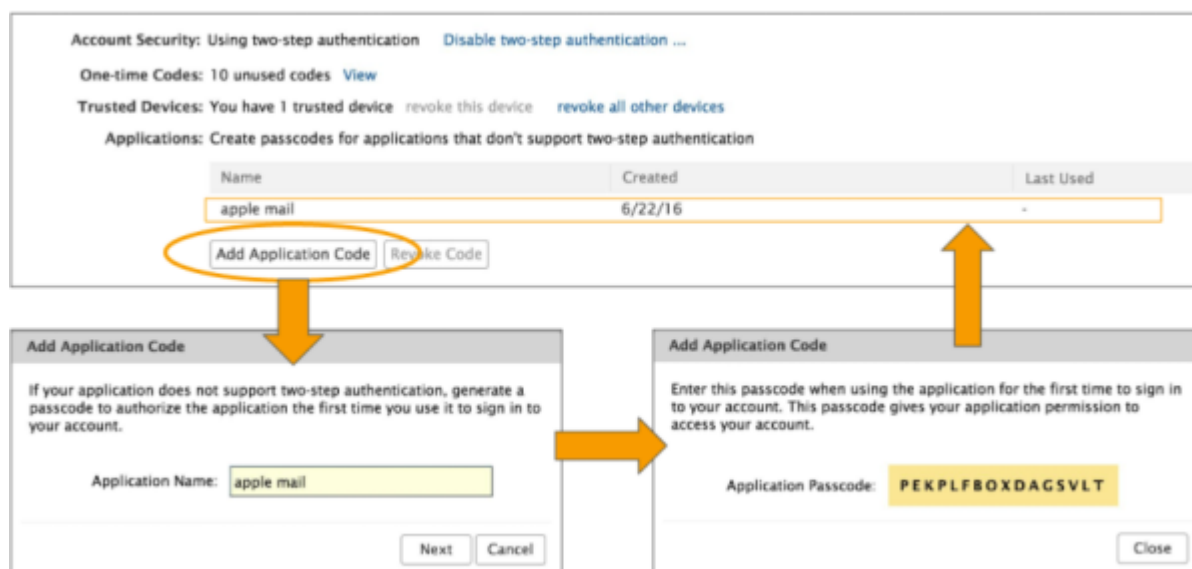 Account Security: Using two-step authentication Disable two-step authentication ...
One-time Codes: 10 unused codes View
Trusted Devices: You have 1 trusted device revoke this device revoke all other devices
Applications: Create passcodes for applications that don't support two-step authentication
Name Created Last Used
apple mail 6/22/16 -
Add Application Code Revoke Code
Add Application Code
If your application does not support two-step authentication, generate a
passcode to authorize the application the first time you use it to sign in to
your account.
Application Name: apple mail
Next Cancel
Add Application Code
Enter this passcode when using the application for the first time to sign in
to your account. This passcode gives your application permission to
access your account.
Application Passcode: PEKPLFBOXDAGSVLT
Close